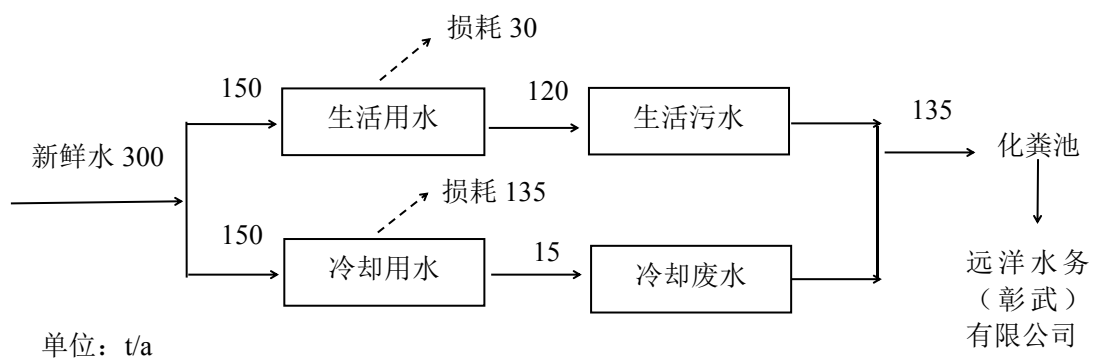 损耗 30
150
生活用水
120
生活污水
135
新鲜水 300
化粪池
损耗 135
150
冷却用水
15
冷却废水
远洋水务
（彰武）
有限公司
单位：t/a